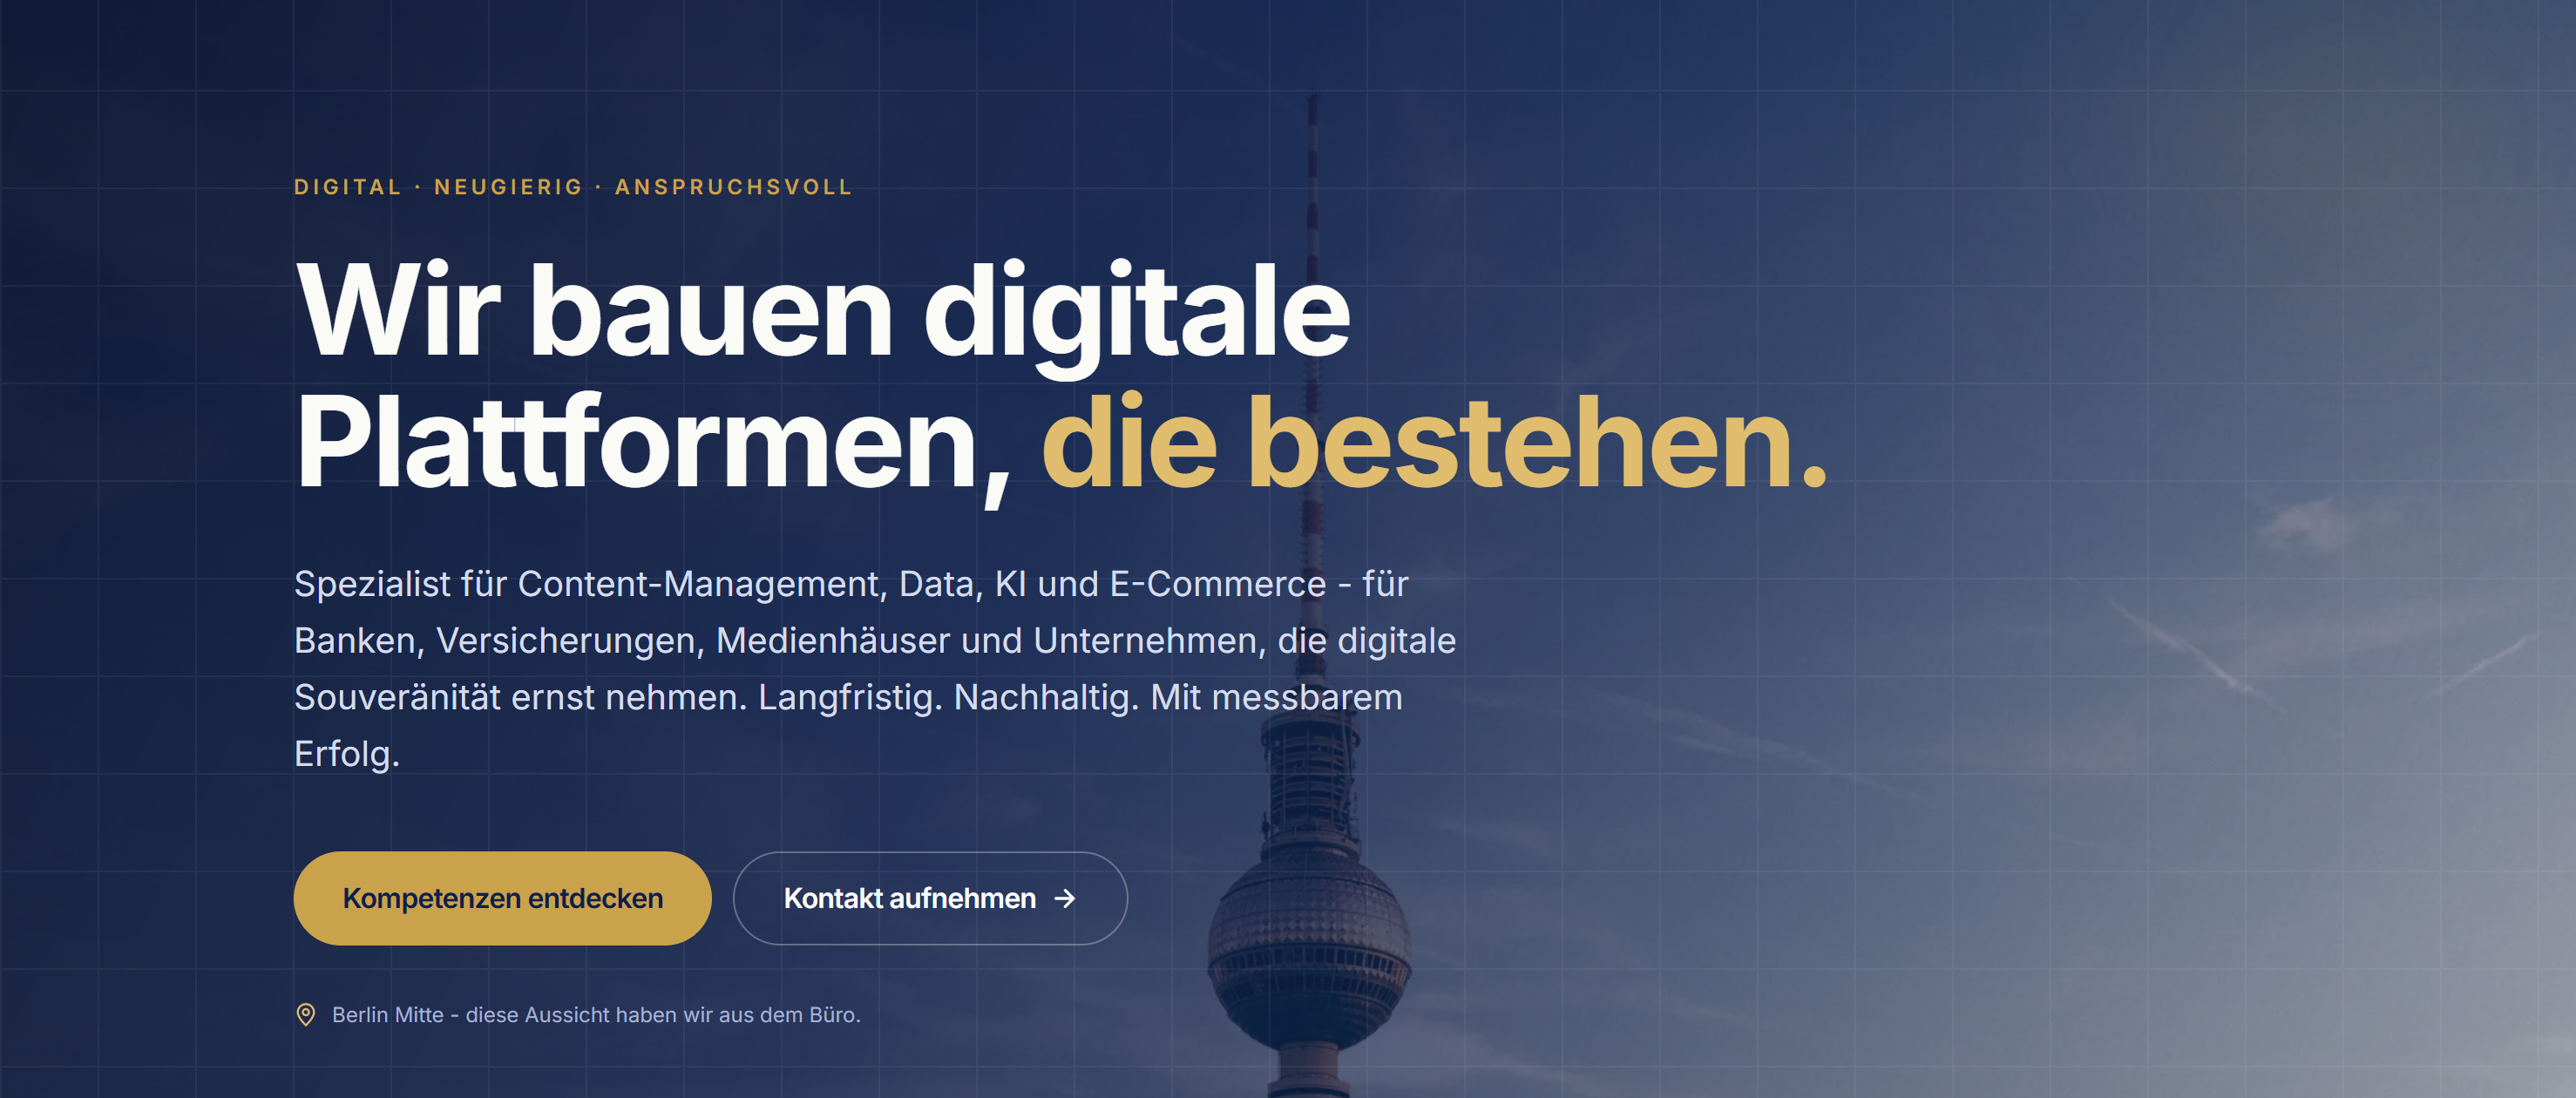 DIGITAL · NEUGIERIG · ANSPRUCHSVOLL
Wir bauen digitale
Plattformen, die bestehen.
Spezialist für Content-Management, Data, KI und E-Commerce - für
Banken, Versicherungen, Medienhäuser und Unternehmen, die digitale
Souveränität ernst nehmen. Langfristig. Nachhaltig. Mit messbarem
Erfolg.
Kompetenzen entdecken
Kontakt aufnehmen →
Berlin Mitte - diese Aussicht haben wir aus dem Büro.